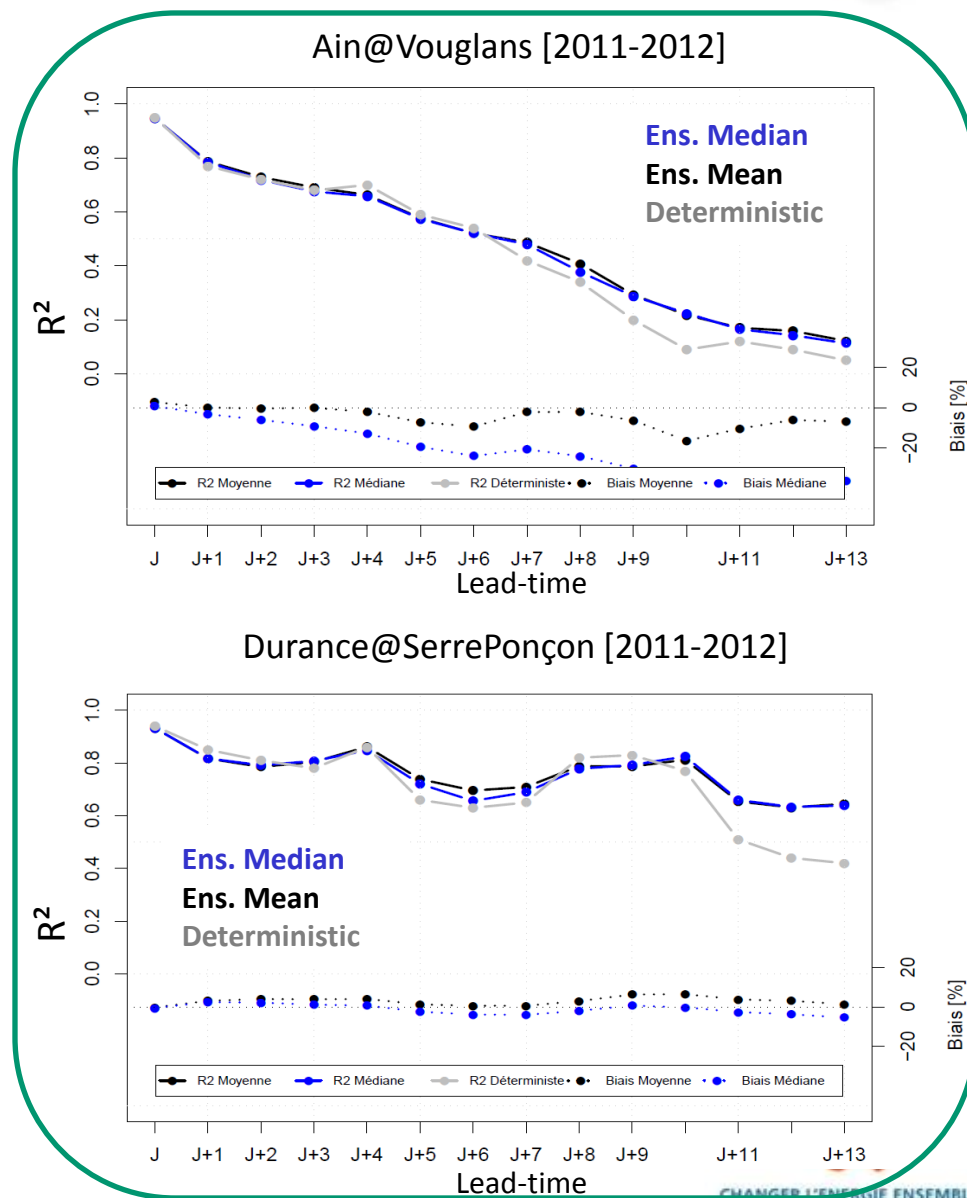 Ain@Vouglans [2011-2012]
Ens. Median
Ens. Mean
Deterministic
R²
1.0
0.8
0.6
0.4
0.2
0.0
20
0
−20
Biais [%]
R2 Moyenne R2 Médiane R2 Déterministe Biais Moyenne Biais Médiane
J J+1 J+2 J+3 J+4 J+5 J+6 J+7 J+8 J+9 J+11 J+13
Lead-time
Durance@SerrePonçon [2011-2012]
1.0
0.8
0.6
0.4
0.2
0.0
R²
Ens. Median
Ens. Mean
Deterministic
20
0
−20
Biais [%]
R2 Moyenne R2 Médiane R2 Déterministe Biais Moyenne Biais Médiane
J J+1 J+2 J+3 J+4 J+5 J+6 J+7 J+8 J+9 J+11 J+13
Lead-time
CHANGER L'ÉNERGIE ENSEMBL